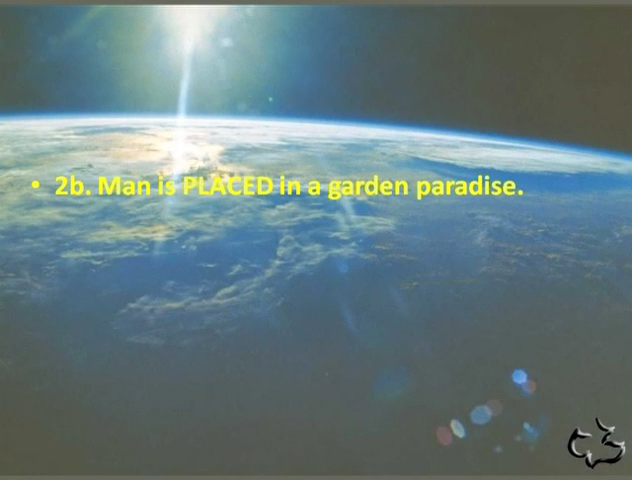 • 2b. Man is PLACED in a garden paradise.